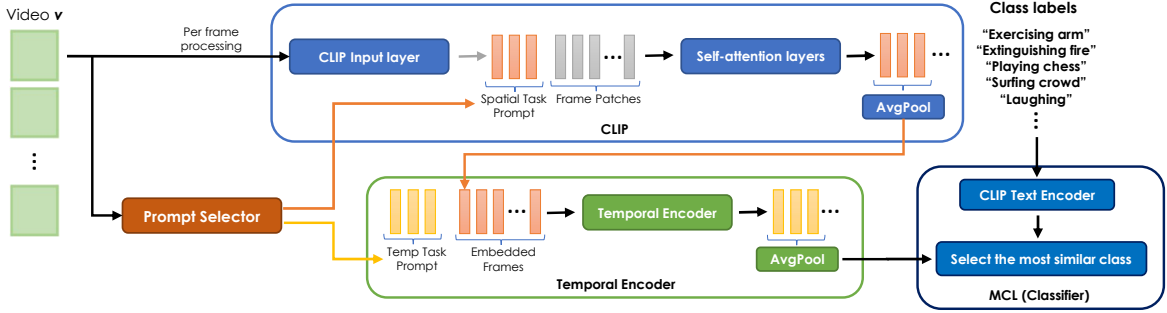 Video v
Per frame
processing
CLIP Input layer
Spatial Task
Prompt
Frame Patches
Self-attention layers
AvgPool
CLIP
Class labels
"Exercising arm"
"Extinguishing fire"
"Playing chess"
"Surfing crowd"
"Laughing"
Prompt Selector
Temp Task
Prompt
Embedded
Frames
Temporal Encoder
AvgPool
Temporal Encoder
CLIP Text Encoder
Select the most similar class
MCL (Classifier)